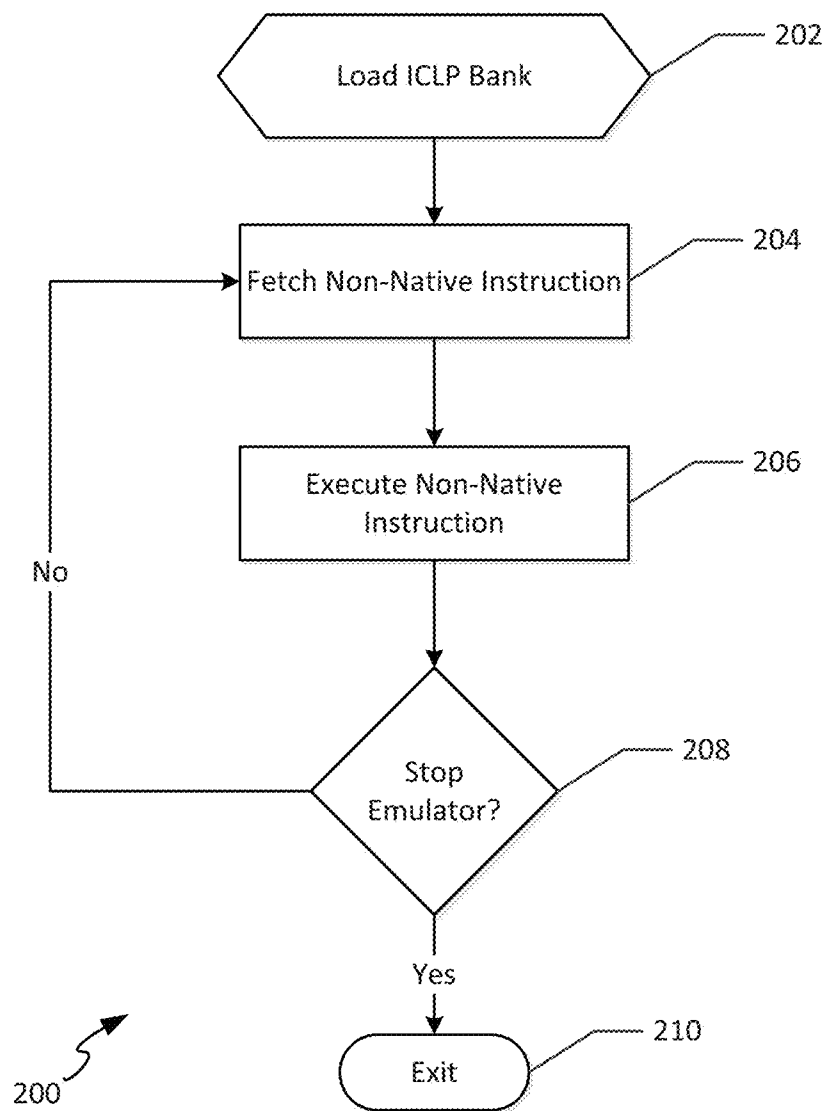 Load ICLP Bank
202
Fetch Non-Native Instruction
204
Execute Non-Native
Instruction
206
No
Stop
Emulator?
208
Yes
Exit
210
200